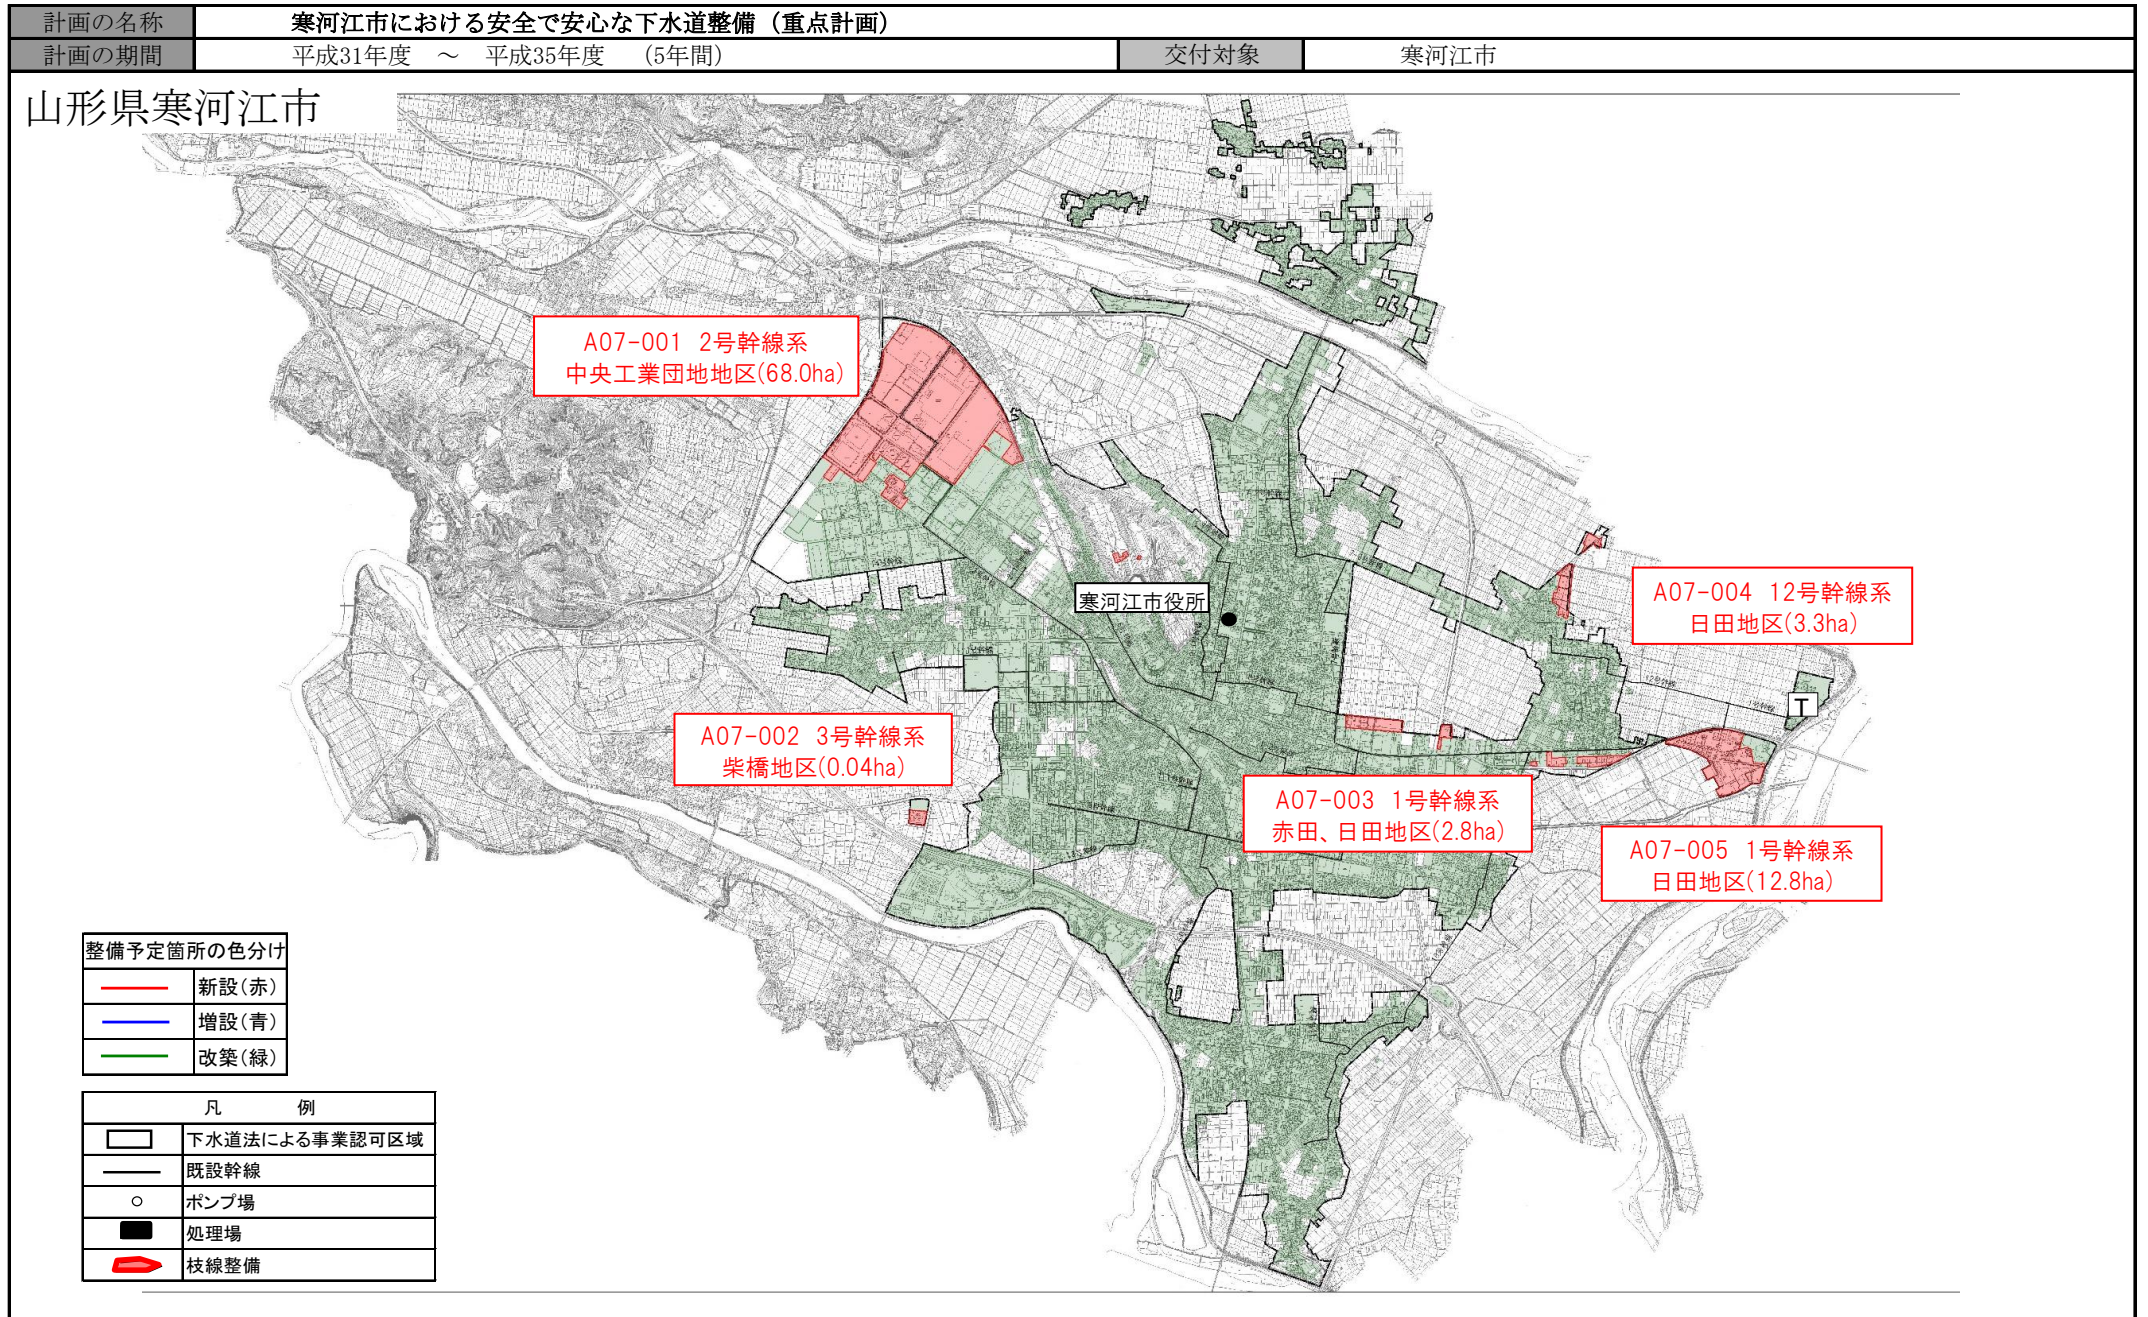 計画の名称
寒河江市における安全で安心な下水道整備（重点計画）
計画の期間
平成31年度　～　平成35年度　（5年間）
交付対象
寒河江市
山形県寒河江市
A07-001 2号幹線系
中央工業団地地区(68.0ha)
寒河江市役所
A07-004 12号幹線系
日田地区(3.3ha)
T
A07-002 3号幹線系
柴橋地区(0.04ha)
A07-003 1号幹線系
赤田、日田地区(2.8ha)
A07-005 1号幹線系
日田地区(12.8ha)
12号幹線
整備予定箇所の色分け
新設(赤)
増設(青)
改築(緑)
凡　例
下水道法による事業認可区域
既設幹線
ポンプ場
処理場
枝線整備